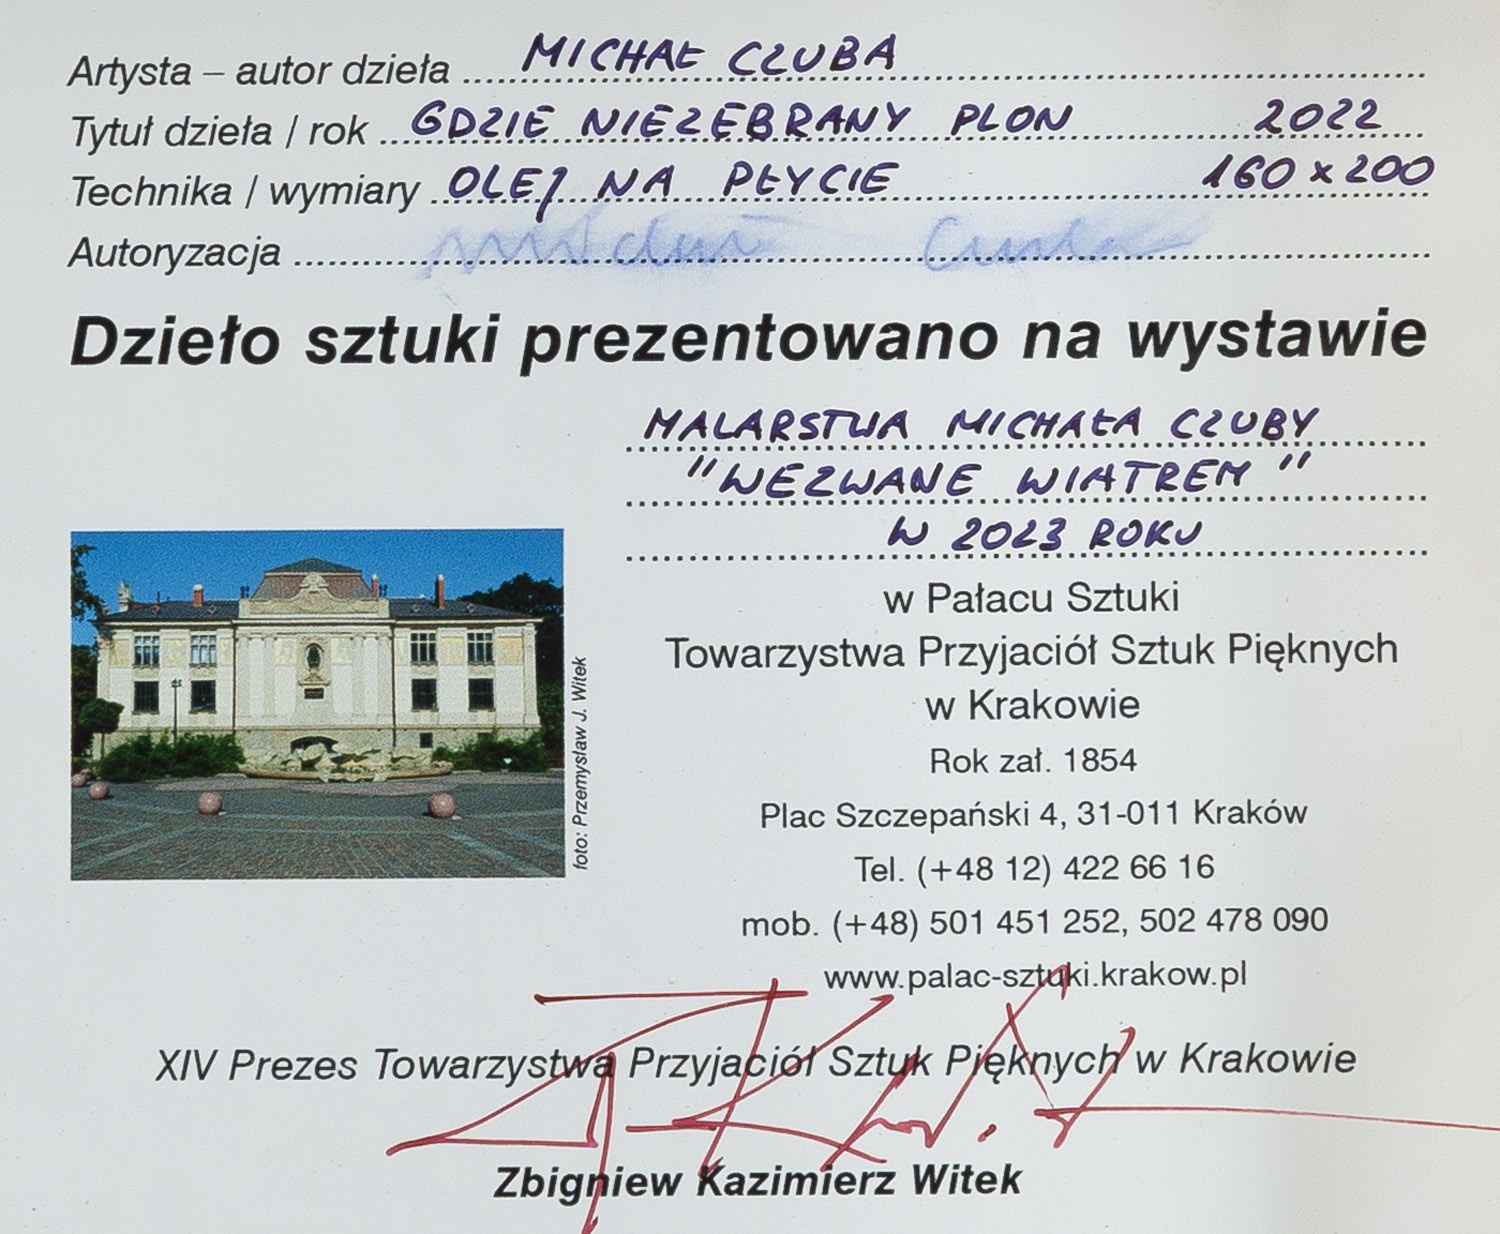 Artysta – autor dzieła MICHAŁ CZUBA
Tytuł dzieła / rok GDZIE NIEZEBRANY PLON 2022
Technika / wymiary OLEJ NA PŁYCIE 160 x 200
Autoryzacja
Dzieło sztuki prezentowano na wystawie
MALARSTWA MICHAŁA CZUBY
"WEZWANE WIATREM"
W 2023 ROKU
w Pałacu Sztuki
Towarzystwa Przyjaciół Sztuk Pięknych
w Krakowie
Rok zał. 1854
Plac Szczepański 4, 31-011 Kraków
Tel. (+48 12) 422 66 16
mob. (+48) 501 451 252, 502 478 090
www.palac-sztuki.krakow.pl
foto: Przemysław J. Witek
XIV Prezes Towarzystwa Przyjaciół Sztuk Pięknych w Krakowie
Zbigniew Kazimierz Witek